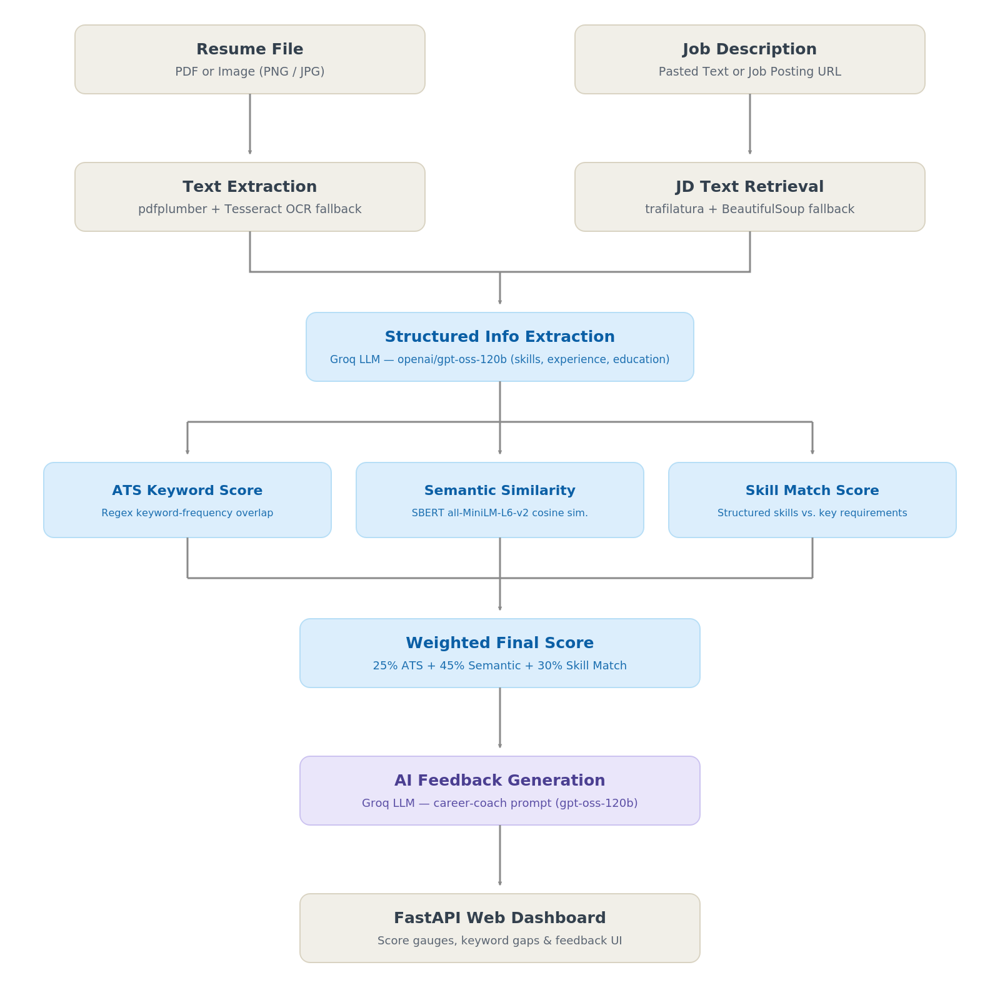 Resume File
PDF or Image (PNG / JPG)
Job Description
Pasted Text or Job Posting URL
Text Extraction
pdfplumber + Tesseract OCR fallback
JD Text Retrieval
trafilatura + BeautifulSoup fallback
Structured Info Extraction
Groq LLM — openai/gpt-oss-120b (skills, experience, education)
ATS Keyword Score
Regex keyword-frequency overlap
Semantic Similarity
SBERT all-MiniLM-L6-v2 cosine sim.
Skill Match Score
Structured skills vs. key requirements
Weighted Final Score
25% ATS + 45% Semantic + 30% Skill Match
AI Feedback Generation
Groq LLM — career-coach prompt (gpt-oss-120b)
FastAPI Web Dashboard
Score gauges, keyword gaps & feedback UI